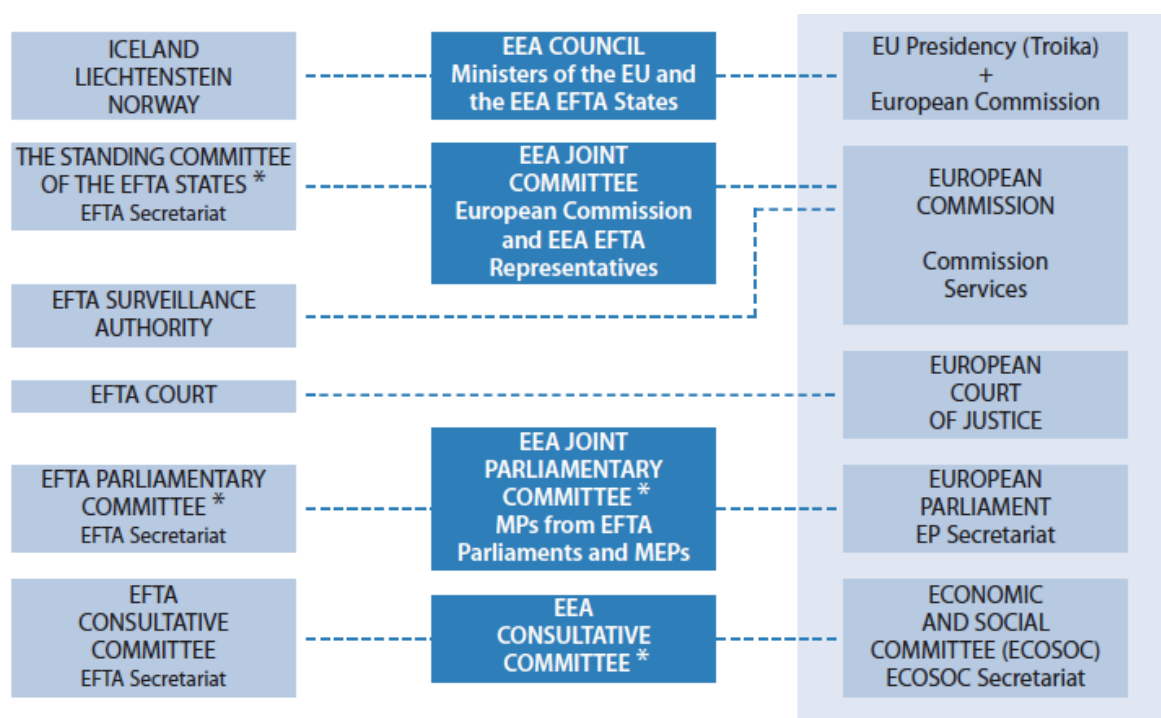 ICELAND
LIECHTENSTEIN
NORWAY
EEA COUNCIL
Ministers of the EU and
the EEA EFTA States
EU Presidency (Troika)
+
European Commission
THE STANDING COMMITTEE
OF THE EFTA STATES *
EFTA Secretariat
EEA JOINT
COMMITTEE
European Commission
and EEA EFTA
Representatives
EUROPEAN
COMMISSION
Commission
Services
EFTA SURVEILLANCE
AUTHORITY
EFTA COURT
EUROPEAN
COURT
OF JUSTICE
EFTA PARLIAMENTARY
COMMITTEE *
EFTA Secretariat
EEA JOINT
PARLIAMENTARY
COMMITTEE *
MPs from EFTA
Parliaments and MEPs
EUROPEAN
PARLIAMENT
EP Secretariat
EFTA
CONSULTATIVE
COMMITTEE
EFTA Secretariat
EEA
CONSULTATIVE
COMMITTEE *
ECONOMIC
AND SOCIAL
COMMITTEE (ECOSOC)
ECOSOC Secretariat